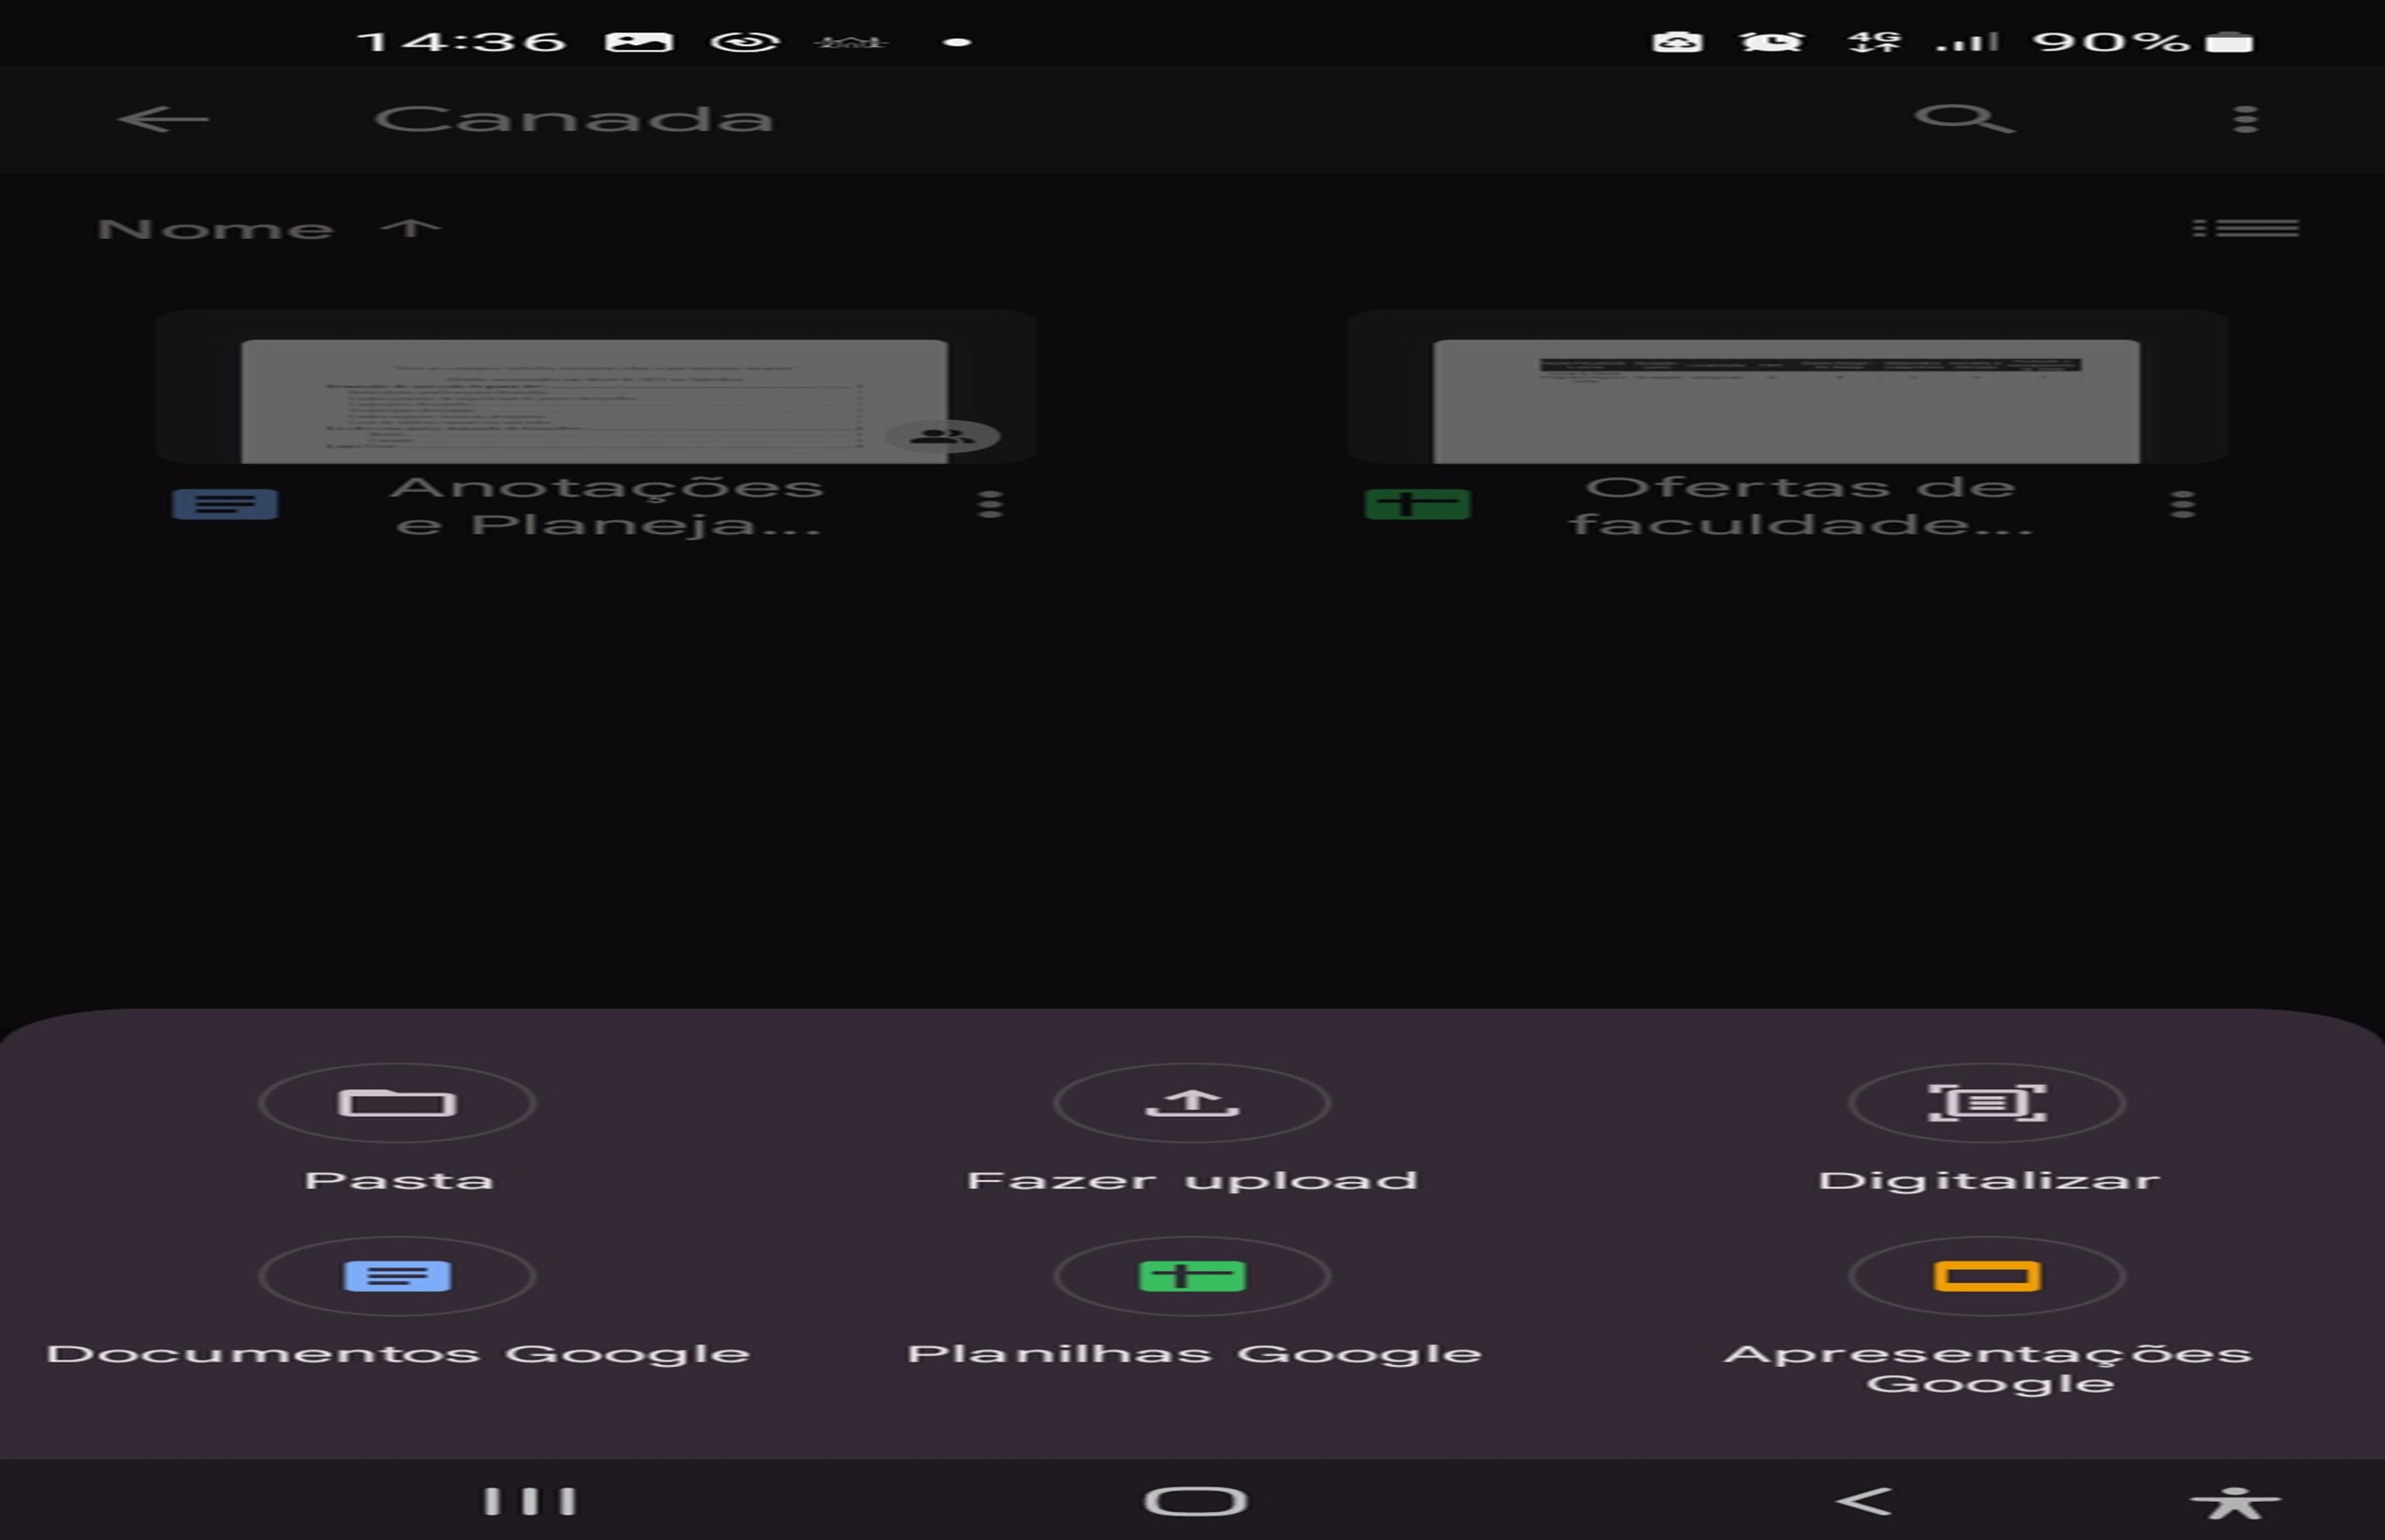 14:36
4G
90%
Canada
Nome
Anotações
e Planeja...
Ofertas de
faculdade...
Pasta
Fazer upload
Digitalizar
Documentos Google
Planilhas Google
Apresentações
Google